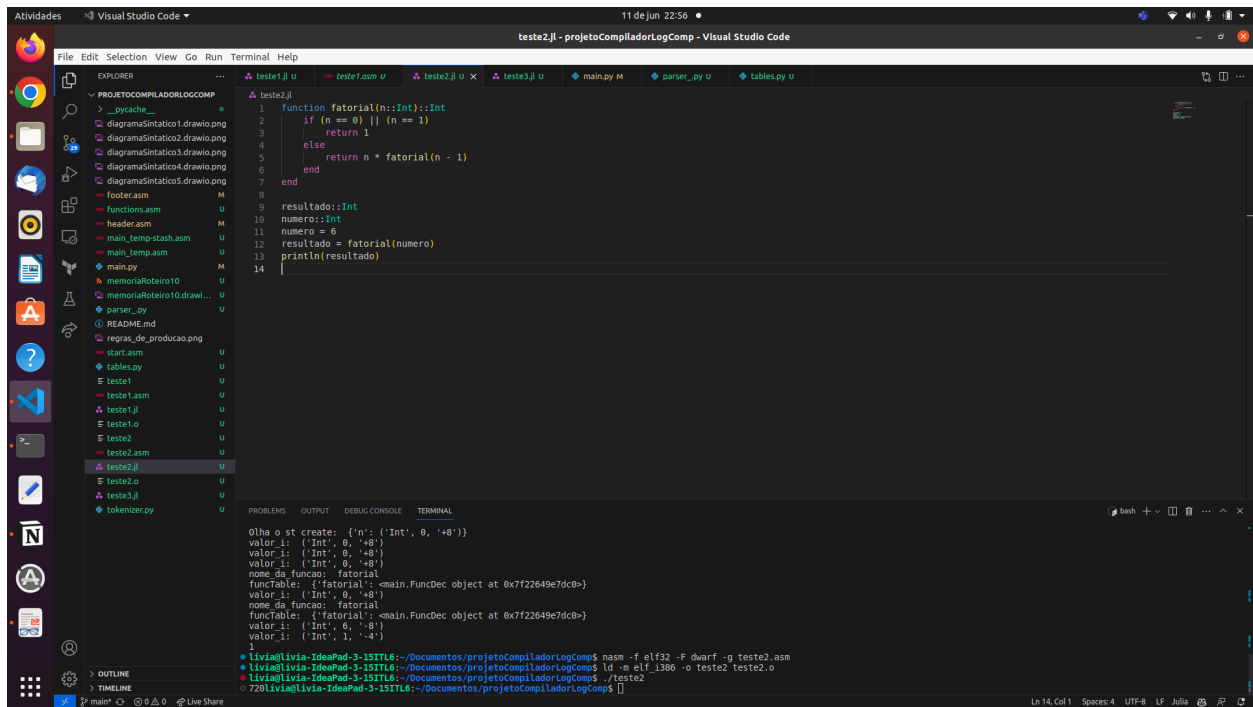 Atividades
Visual Studio Code
11 de jun 22:56
teste2.jl - projetoCompiladorLogComp - Visual Studio Code
File Edit Selection View Go Run Terminal Help
EXPLORER
teste1.jl U
teste1.asm U
teste2.jl U
teste3.jl U
main.py M
parser_.py U
tables.py U
PROJETOCOMPILADORLOGCOMP
__pycache__
diagramaSintatico1.drawio.png
diagramaSintatico2.drawio.png
diagramaSintatico3.drawio.png
diagramaSintatico4.drawio.png
diagramaSintatico5.drawio.png
footer.asm M
functions.asm U
header.asm M
main_temp-stash.asm U
main_temp.asm U
main.py M
memoriaRoteiro10 U
memoriaRoteiro10.drawi... U
parser_.py U
README.md
regras_de_producao.png
start.asm U
tables.py U
teste1 U
teste1.asm U
teste1.jl U
teste1.o U
teste2 U
teste2.asm U
teste2.jl U
teste2.o U
teste3.jl U
tokenizer.py U
OUTLINE
TIMELINE
teste2.jl
1 function fatorial(n::Int)::Int
2 if (n == 0) || (n == 1)
3 return 1
4 else
5 return n * fatorial(n - 1)
6 end
7 end
8
9 resultado::Int
10 numero::Int
11 numero = 6
12 resultado = fatorial(numero)
13 println(resultado)
14
PROBLEMS OUTPUT DEBUG CONSOLE TERMINAL
bash
Olha o st create: {'n': ('Int', 0, '+8')}
valor_i: ('Int', 0, '+8')
valor_i: ('Int', 0, '+8')
valor_i: ('Int', 0, '+8')
nome_da_funcao: fatorial
funcTable: {'fatorial': <main.FuncDec object at 0x7f22649e7dc0>}
valor_i: ('Int', 0, '+8')
nome_da_funcao: fatorial
funcTable: {'fatorial': <main.FuncDec object at 0x7f22649e7dc0>}
valor_i: ('Int', 6, '-8')
valor_i: ('Int', 1, '-4')
1
livia@livia-IdeaPad-3-15ITL6:~/Documentos/projetoCompiladorLogComp$ nasm -f elf32 -F dwarf -g teste2.asm
livia@livia-IdeaPad-3-15ITL6:~/Documentos/projetoCompiladorLogComp$ ld -m elf_i386 -o teste2 teste2.o
livia@livia-IdeaPad-3-15ITL6:~/Documentos/projetoCompiladorLogComp$ ./teste2
720livia@livia-IdeaPad-3-15ITL6:~/Documentos/projetoCompiladorLogComp$
main* 0 0 0 Live Share
Ln 14, Col 1 Spaces: 4 UTF-8 LF Julia